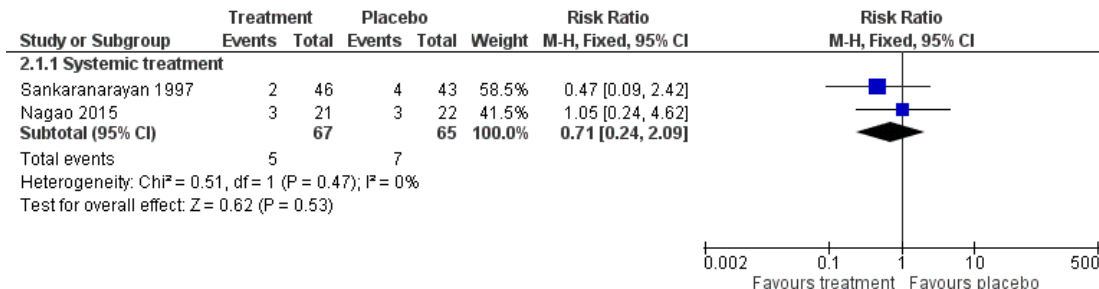 Treatment Placebo Risk Ratio Risk Ratio
Study or Subgroup Events Total Events Total Weight M-H, Fixed, 95% CI M-H, Fixed, 95% CI
2.1.1 Systemic treatment
Sankaranarayan 1997 2 46 4 43 58.5% 0.47 [0.09, 2.42]
Nagao 2015 3 21 3 22 41.5% 1.05 [0.24, 4.62]
Subtotal (95% CI) 67 65 100.0% 0.71 [0.24, 2.09]
Total events 5 7
Heterogeneity: Chi² = 0.51, df = 1 (P = 0.47); I² = 0%
Test for overall effect: Z = 0.62 (P = 0.53)
0.002 0.1 1 10 500
Favours treatment Favours placebo